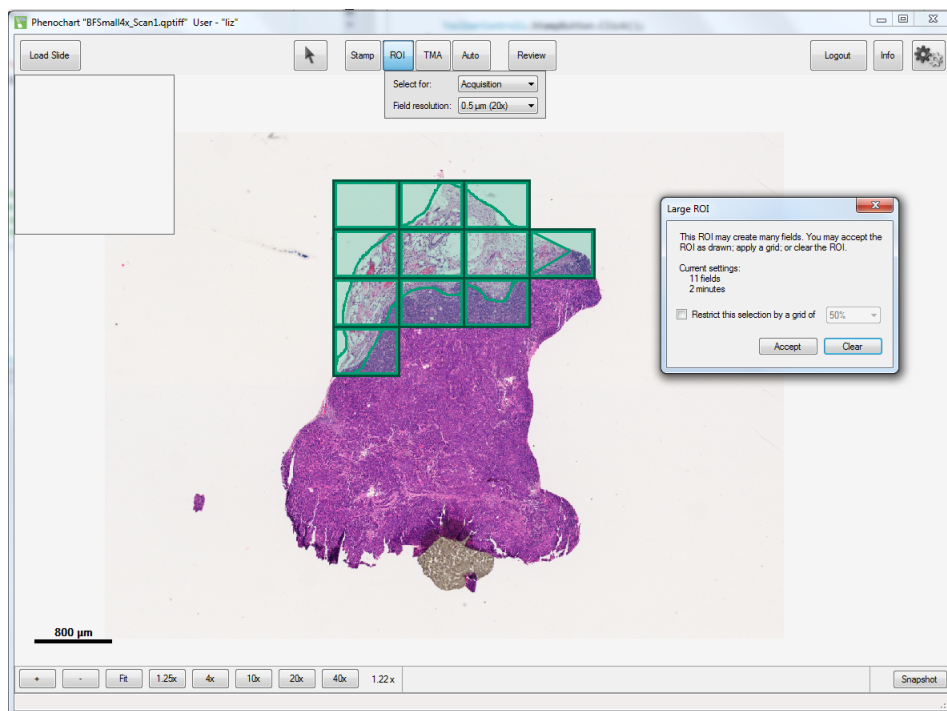 Phenochart "BFSmall4x_Scan1.qptiff" User - "liz"
Load Slide
Stamp ROI TMA Auto Review
Logout Info
Select for: Acquisition
Field resolution: 0.5 µm (20x)
Large ROI
This ROI may create many fields. You may accept the
ROI as drawn; apply a grid; or clear the ROI.
Current settings:
11 fields
2 minutes
Restrict this selection by a grid of 50%
Accept Clear
800 µm
+ - Fit 1.25x 4x 10x 20x 40x 1.22 x
Snapshot